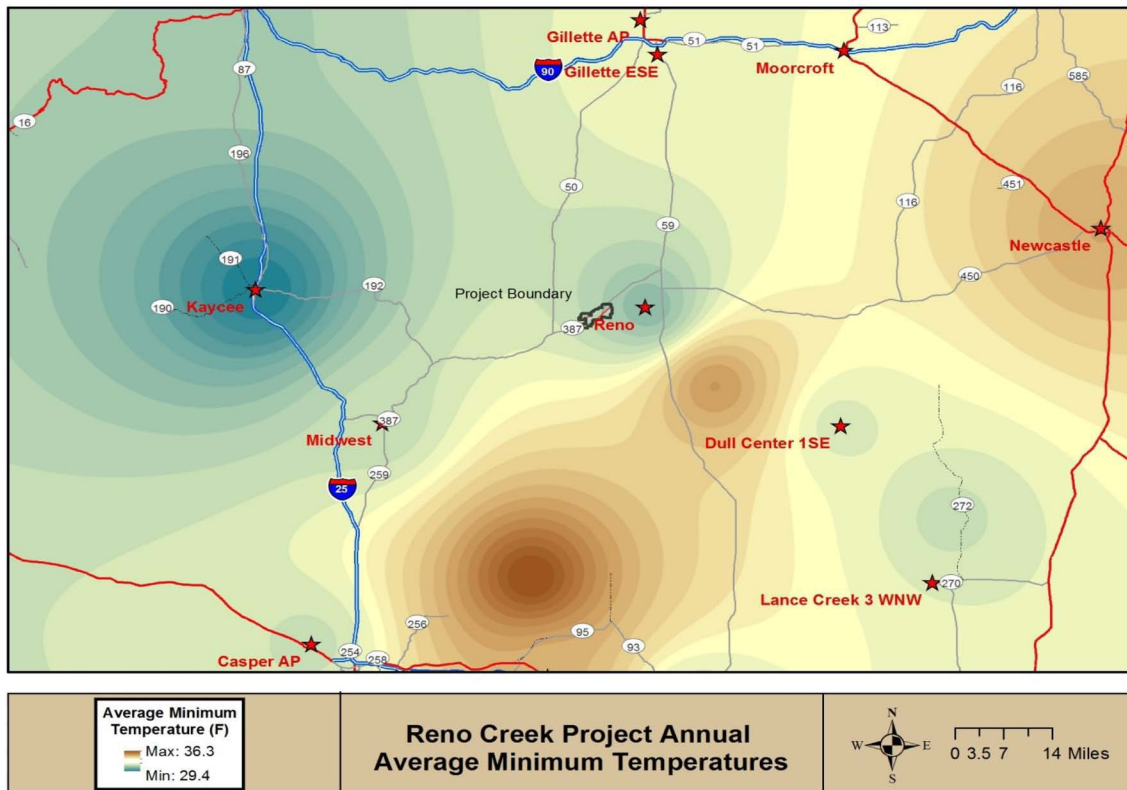 Gillette AP
51
51
113
Moorcroft
90
Gillette ESE
87
585
116
16
196
451
50
116
59
Newcastle
191
450
192
Project Boundary
190
Kaycee
387
Reno
387
Midwest
Dull Center 1SE
259
25
272
270
Lance Creek 3 WNW
256
95
93
254
258
Casper AP
Average Minimum
Temperature (F)
Max: 36.3
Min: 29.4
Reno Creek Project Annual
Average Minimum Temperatures
N
W
E
S
0 3.5 7 14 Miles